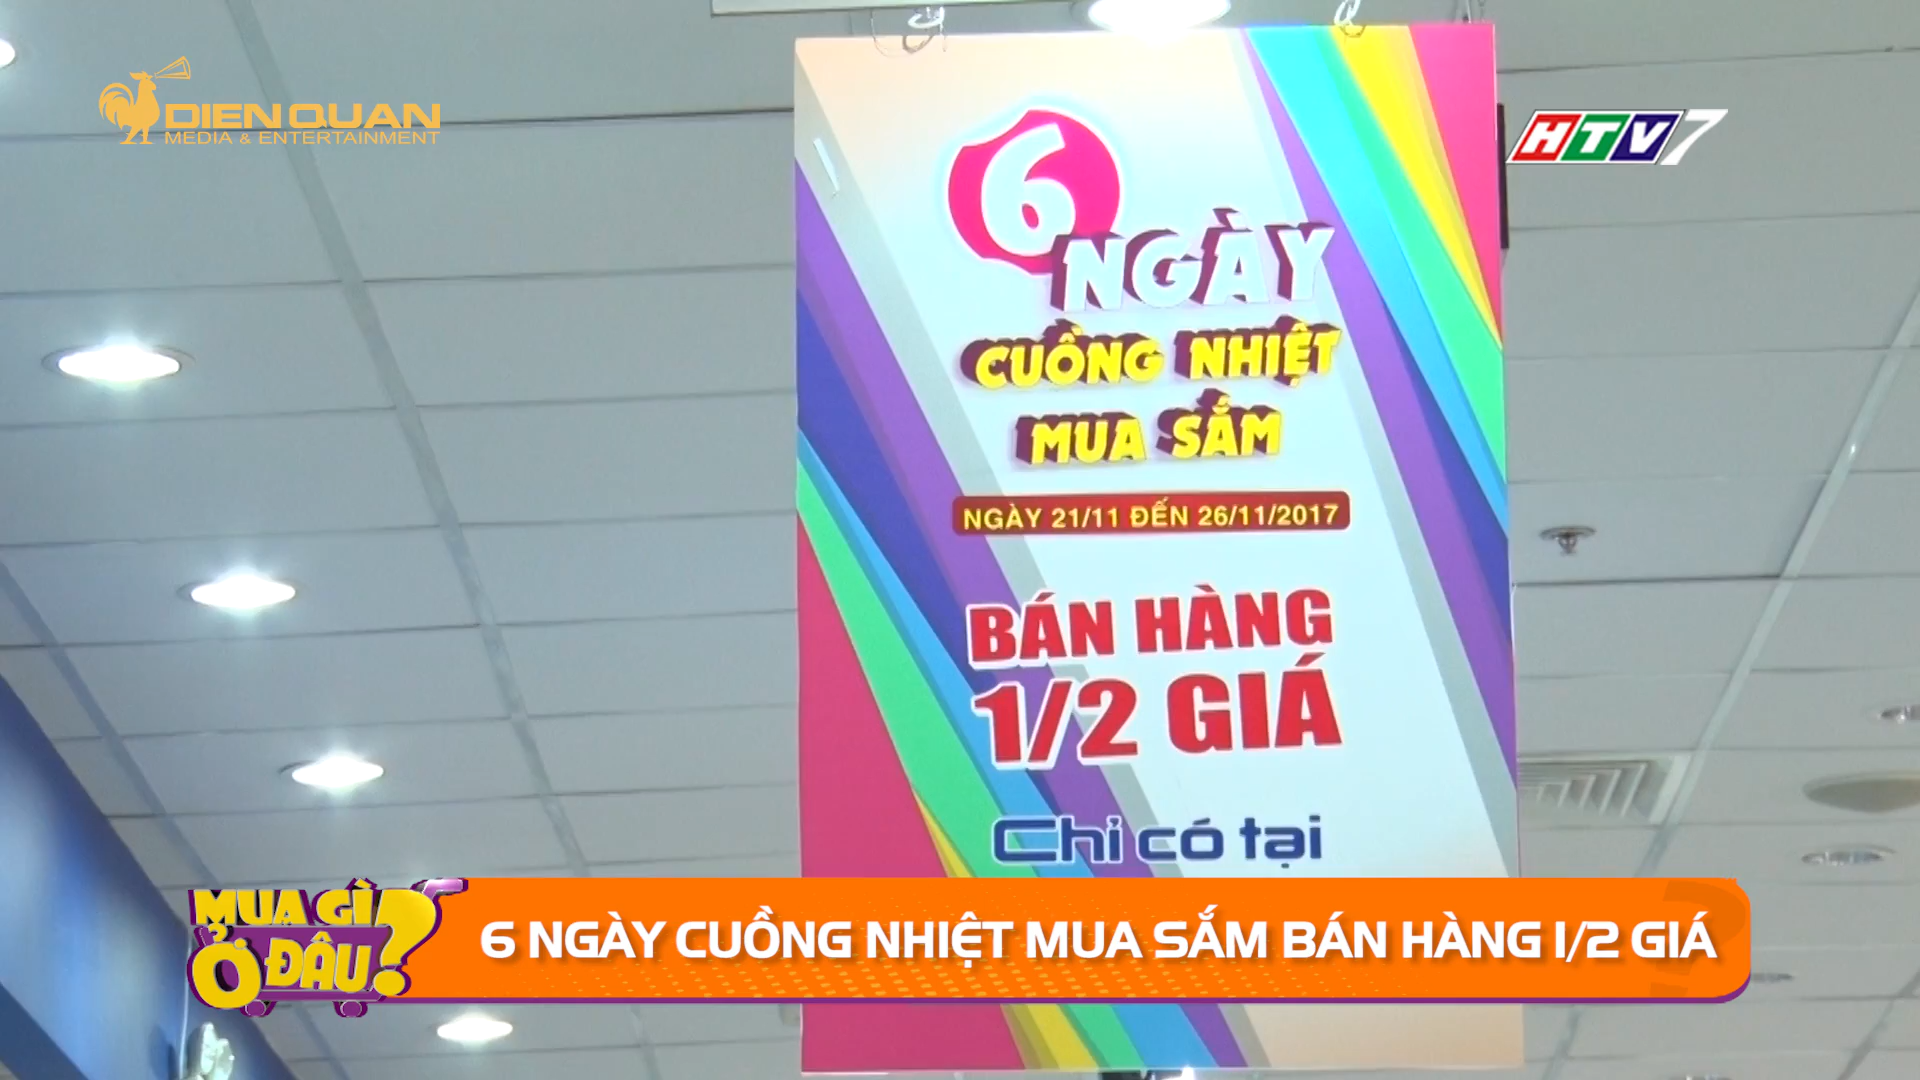 DIEN QUAN
MEDIA & ENTERTAINMENT
HTV7
6
NGÀY
CUỒNG NHIỆT
MUA SẮM
NGÀY 21/11 ĐẾN 26/11/2017
BÁN HÀNG
1/2 GIÁ
Chỉ có tại
MUA GÌ
Ở ĐÂU?
6 NGÀY CUỒNG NHIỆT MUA SẮM BÁN HÀNG 1/2 GIÁ